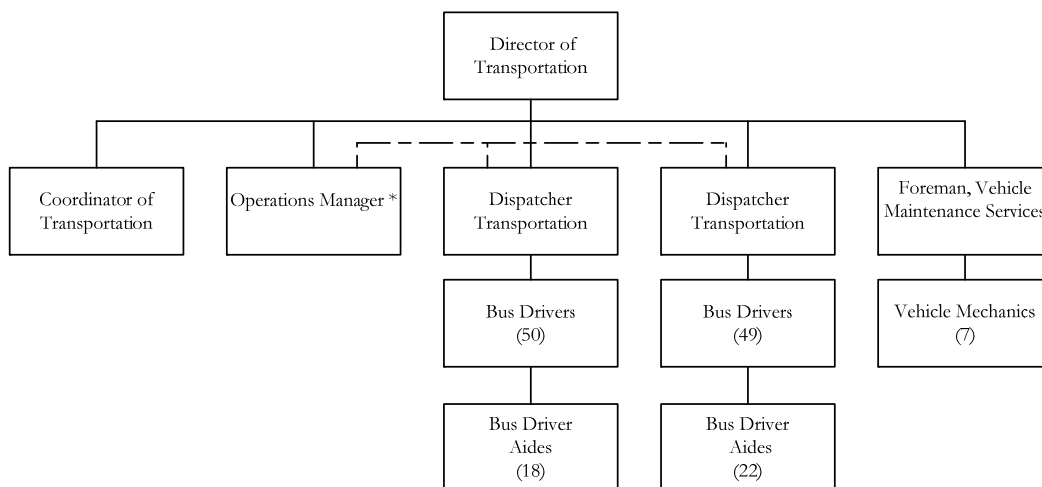 Director of
Transportation
Coordinator of
Transportation
Operations Manager *
Dispatcher
Transportation
Dispatcher
Transportation
Foreman, Vehicle
Maintenance Services
Bus Drivers
(50)
Bus Drivers
(49)
Vehicle Mechanics
(7)
Bus Driver
Aides
(18)
Bus Driver
Aides
(22)